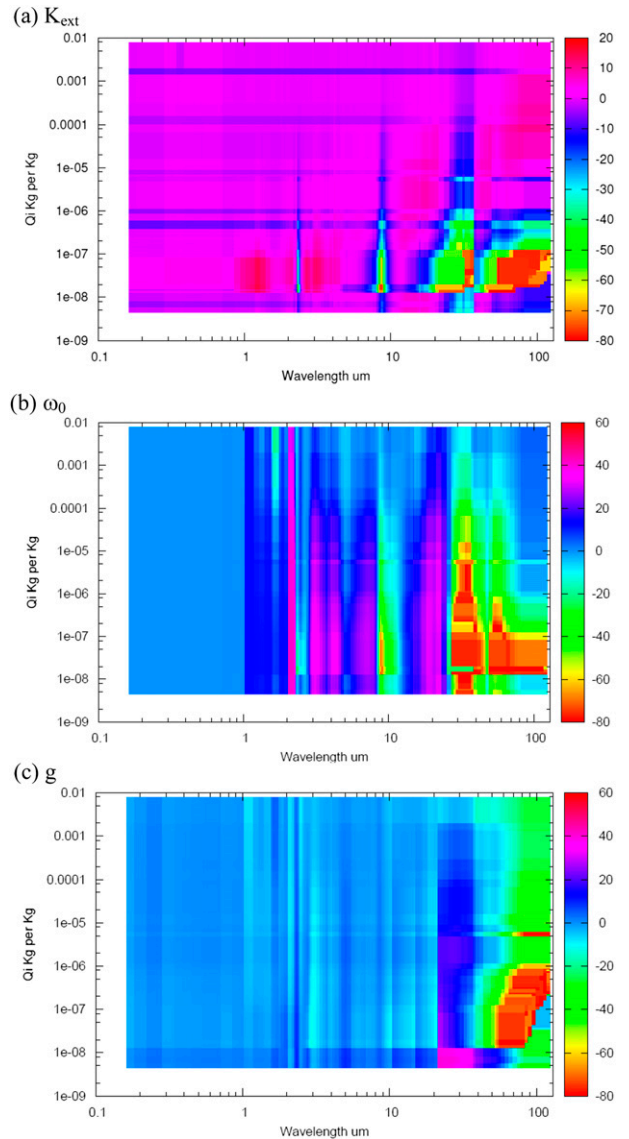 (a) K_ext
0.01
0.001
0.0001
1e-05
1e-06
1e-07
1e-08
1e-09
Qi Kg per Kg
0.1 1 10 100
Wavelength um
20
10
0
-10
-20
-30
-40
-50
-60
-70
-80
(b) ω₀
0.01
0.001
0.0001
1e-05
1e-06
1e-07
1e-08
1e-09
Qi Kg per Kg
0.1 1 10 100
Wavelength um
60
40
20
0
-20
-40
-60
-80
(c) g
0.01
0.001
0.0001
1e-05
1e-06
1e-07
1e-08
1e-09
Qi Kg per Kg
0.1 1 10 100
Wavelength um
60
40
20
0
-20
-40
-60
-80